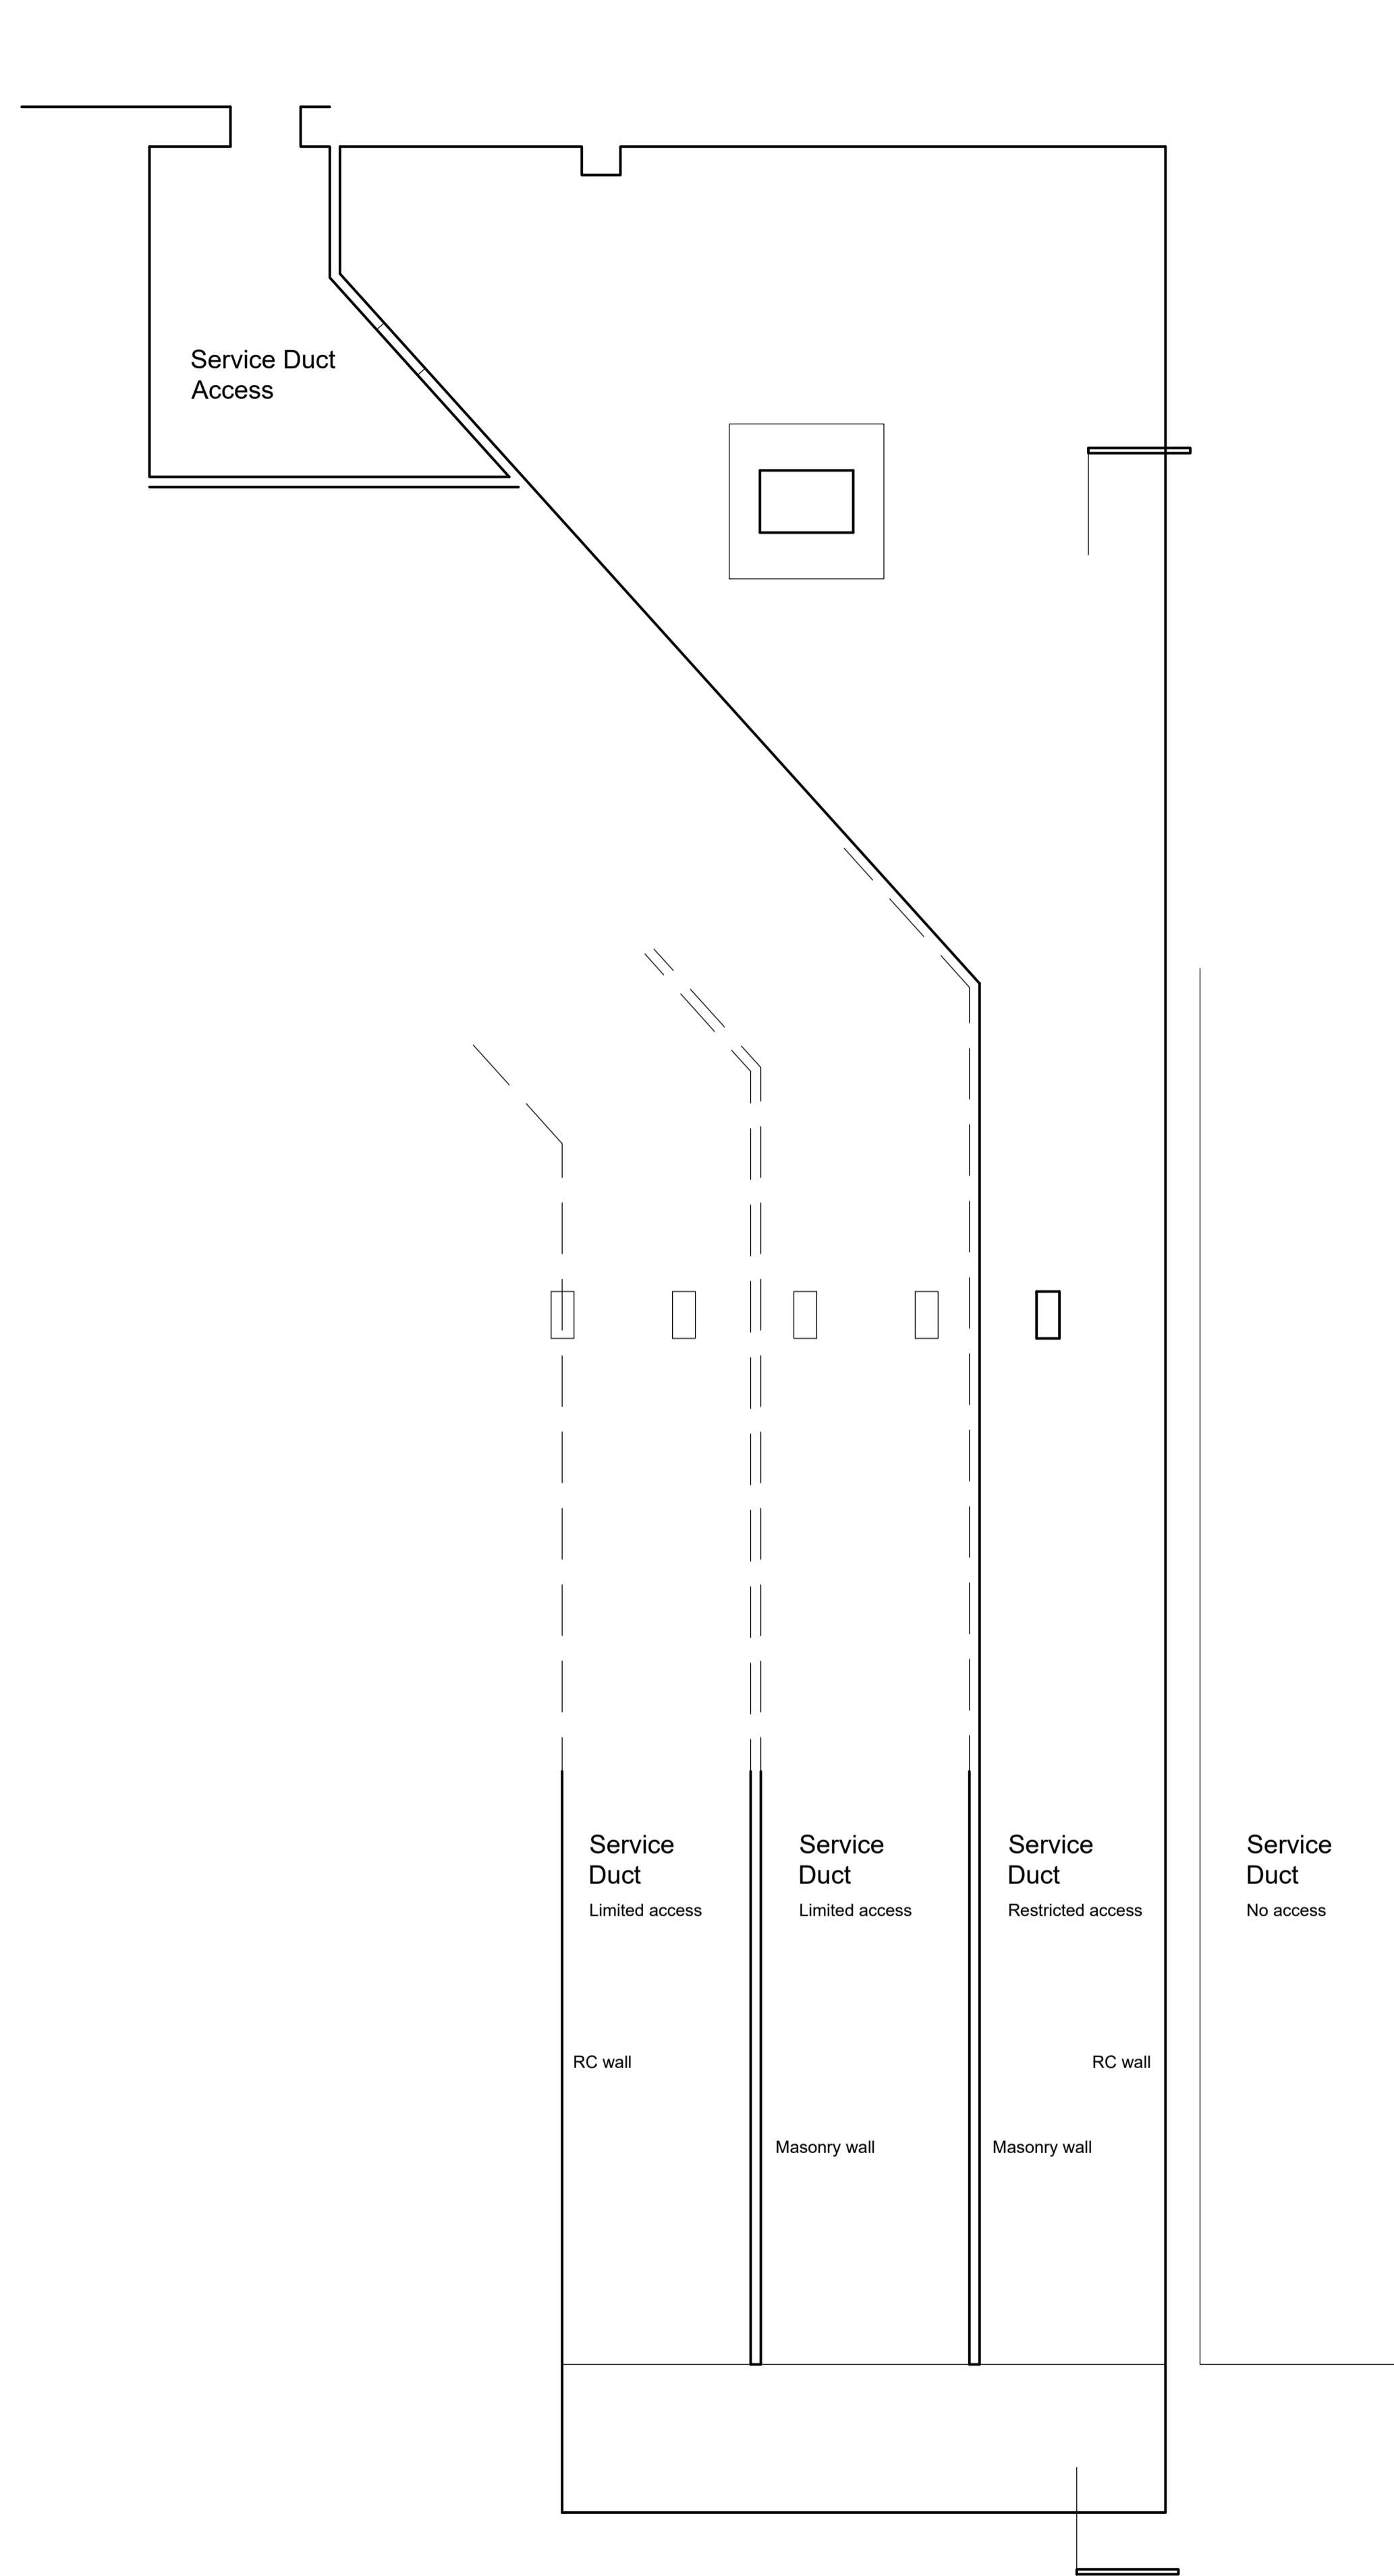 Service Duct
Access
Service
Duct
Limited access
Service
Duct
Limited access
Service
Duct
Restricted access
Service
Duct
No access
RC wall
RC wall
Masonry wall
Masonry wall